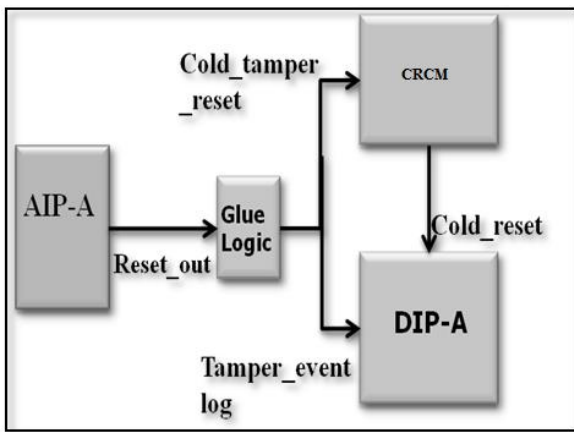 Cold_tamper
_reset
CRCM
AIP-A
Glue
Logic
Reset_out
Cold_reset
DIP-A
Tamper_event
log